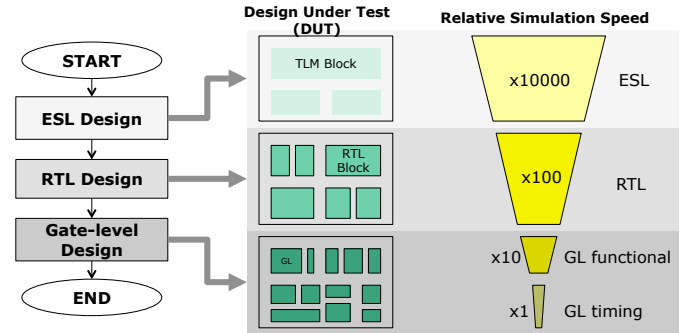 Design Under Test
(DUT)
Relative Simulation Speed
START
ESL Design
RTL Design
Gate-level
Design
END
TLM Block
x10000
ESL
RTL
Block
x100
RTL
GL
x10
GL functional
x1
GL timing